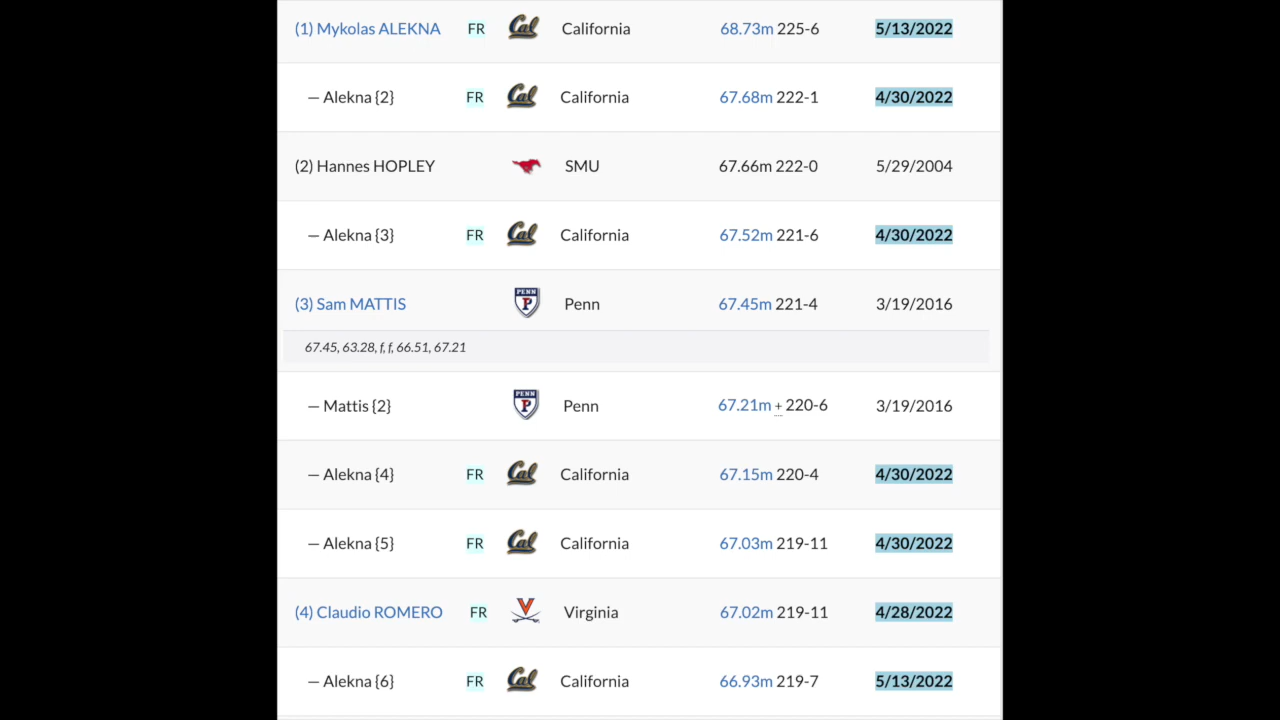 (1) Mykolas ALEKNA FR Cal California 68.73m 225-6 5/13/2022
— Alekna {2} FR Cal California 67.68m 222-1 4/30/2022
(2) Hannes HOPLEY SMU 67.66m 222-0 5/29/2004
— Alekna {3} FR Cal California 67.52m 221-6 4/30/2022
(3) Sam MATTIS PENN P Penn 67.45m 221-4 3/19/2016
67.45, 63.28, f, f, 66.51, 67.21
— Mattis {2} PENN P Penn 67.21m + 220-6 3/19/2016
— Alekna {4} FR Cal California 67.15m 220-4 4/30/2022
— Alekna {5} FR Cal California 67.03m 219-11 4/30/2022
(4) Claudio ROMERO FR V Virginia 67.02m 219-11 4/28/2022
— Alekna {6} FR Cal California 66.93m 219-7 5/13/2022